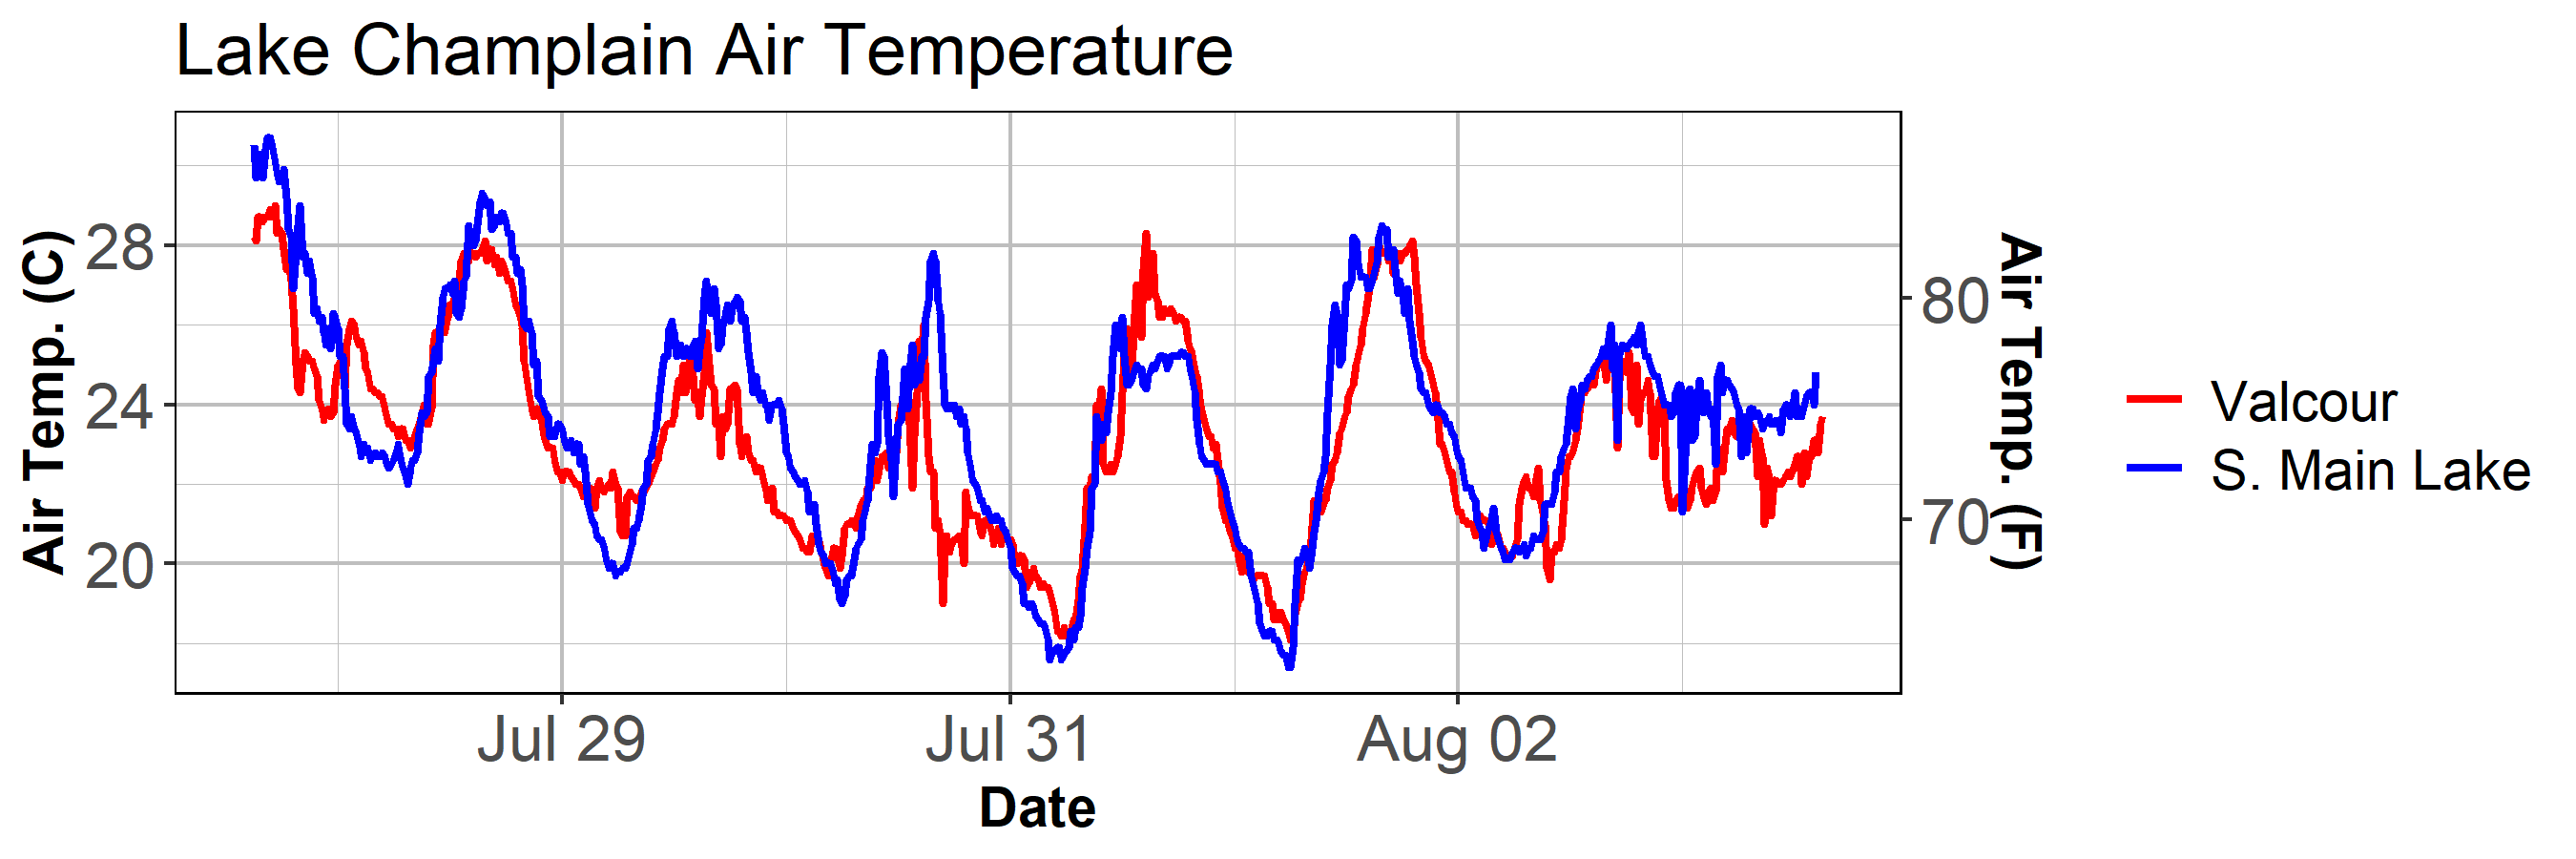 Lake Champlain Air Temperature
Air Temp. (C)
28
24
20
80
70
Air Temp. (F)
Valcour
S. Main Lake
Jul 29
Jul 31
Aug 02
Date